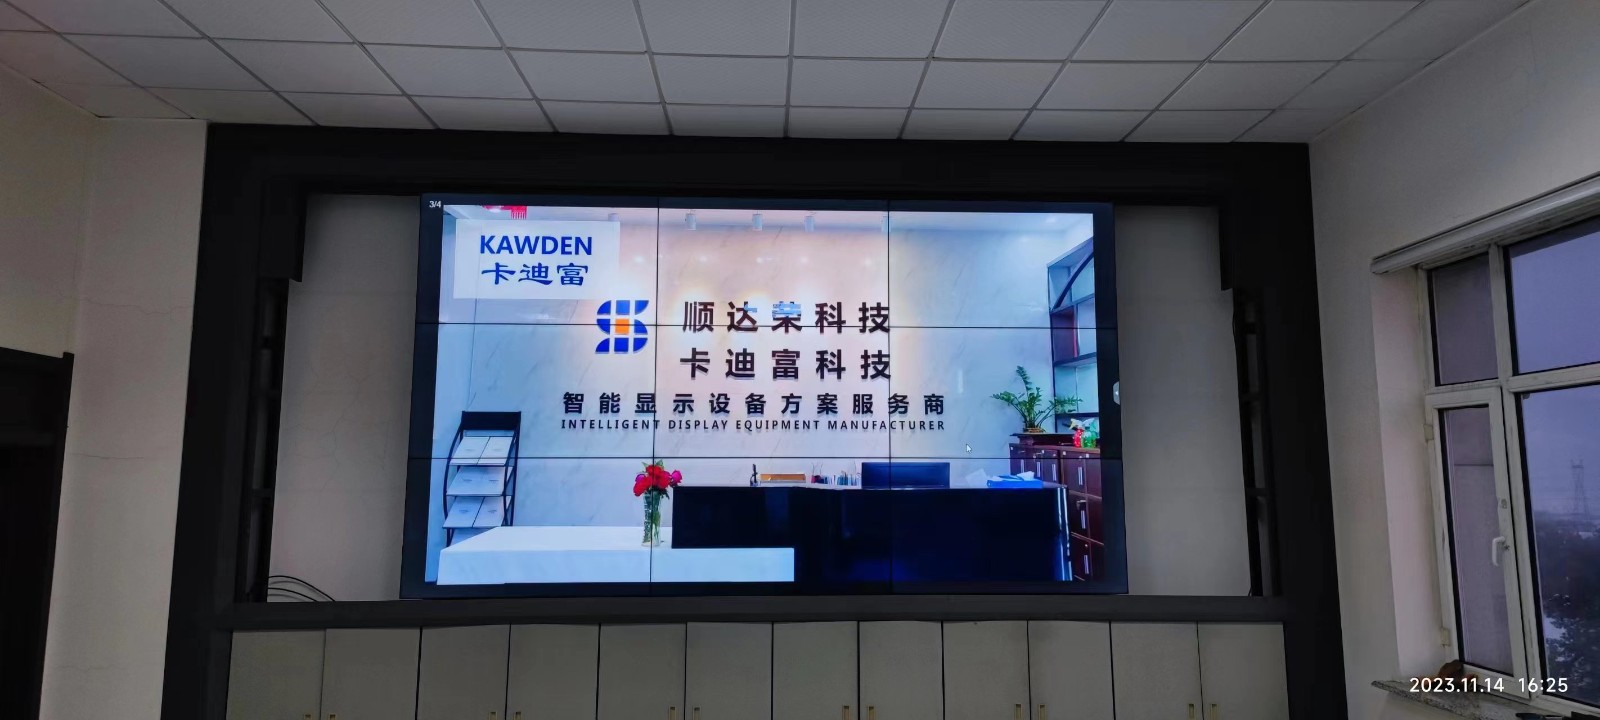 3/4
KAWDEN
卡迪富
顺达荣科技
卡迪富科技
智能显示设备方案服务商
INTELLIGENT DISPLAY EQUIPMENT MANUFACTURER
2023.11.14 16:25